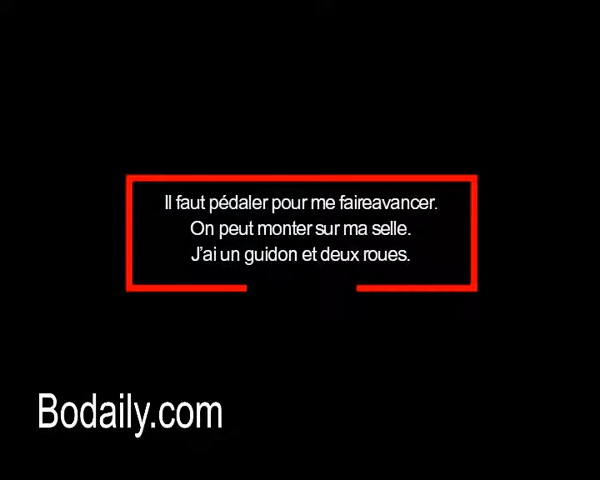 Il faut pédaler pour me faireavancer.
On peut monter sur ma selle.
J'ai un guidon et deux roues.
Bodaily.com